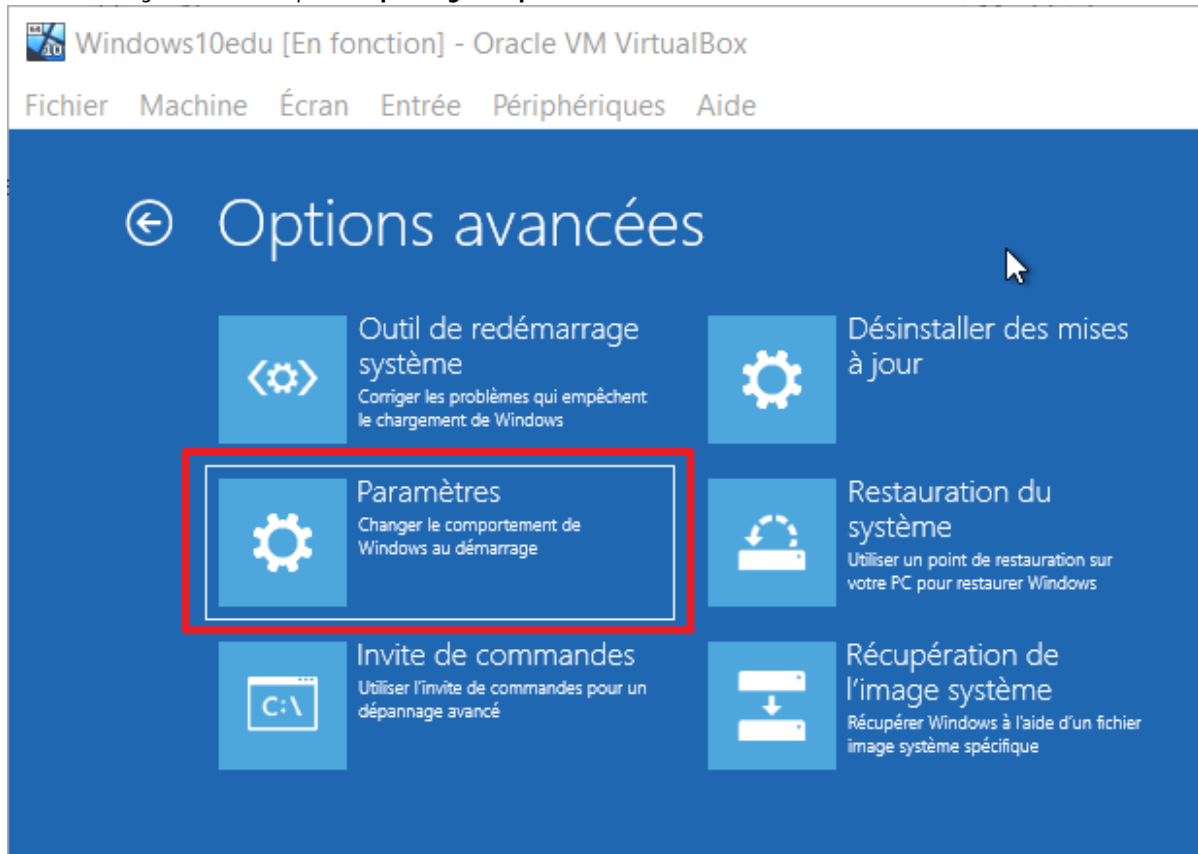 Windows10edu [En fonction] - Oracle VM VirtualBox
Fichier Machine Écran Entrée Périphériques Aide
Options avancées
Outil de redémarrage
système
Corriger les problèmes qui empêchent
le chargement de Windows
Désinstaller des mises
à jour
Paramètres
Changer le comportement de
Windows au démarrage
Restauration du
système
Utiliser un point de restauration sur
votre PC pour restaurer Windows
Invite de commandes
Utiliser l'invite de commandes pour un
dépannage avancé
C:\
Récupération de
l'image système
Récupérer Windows à l'aide d'un fichier
image système spécifique